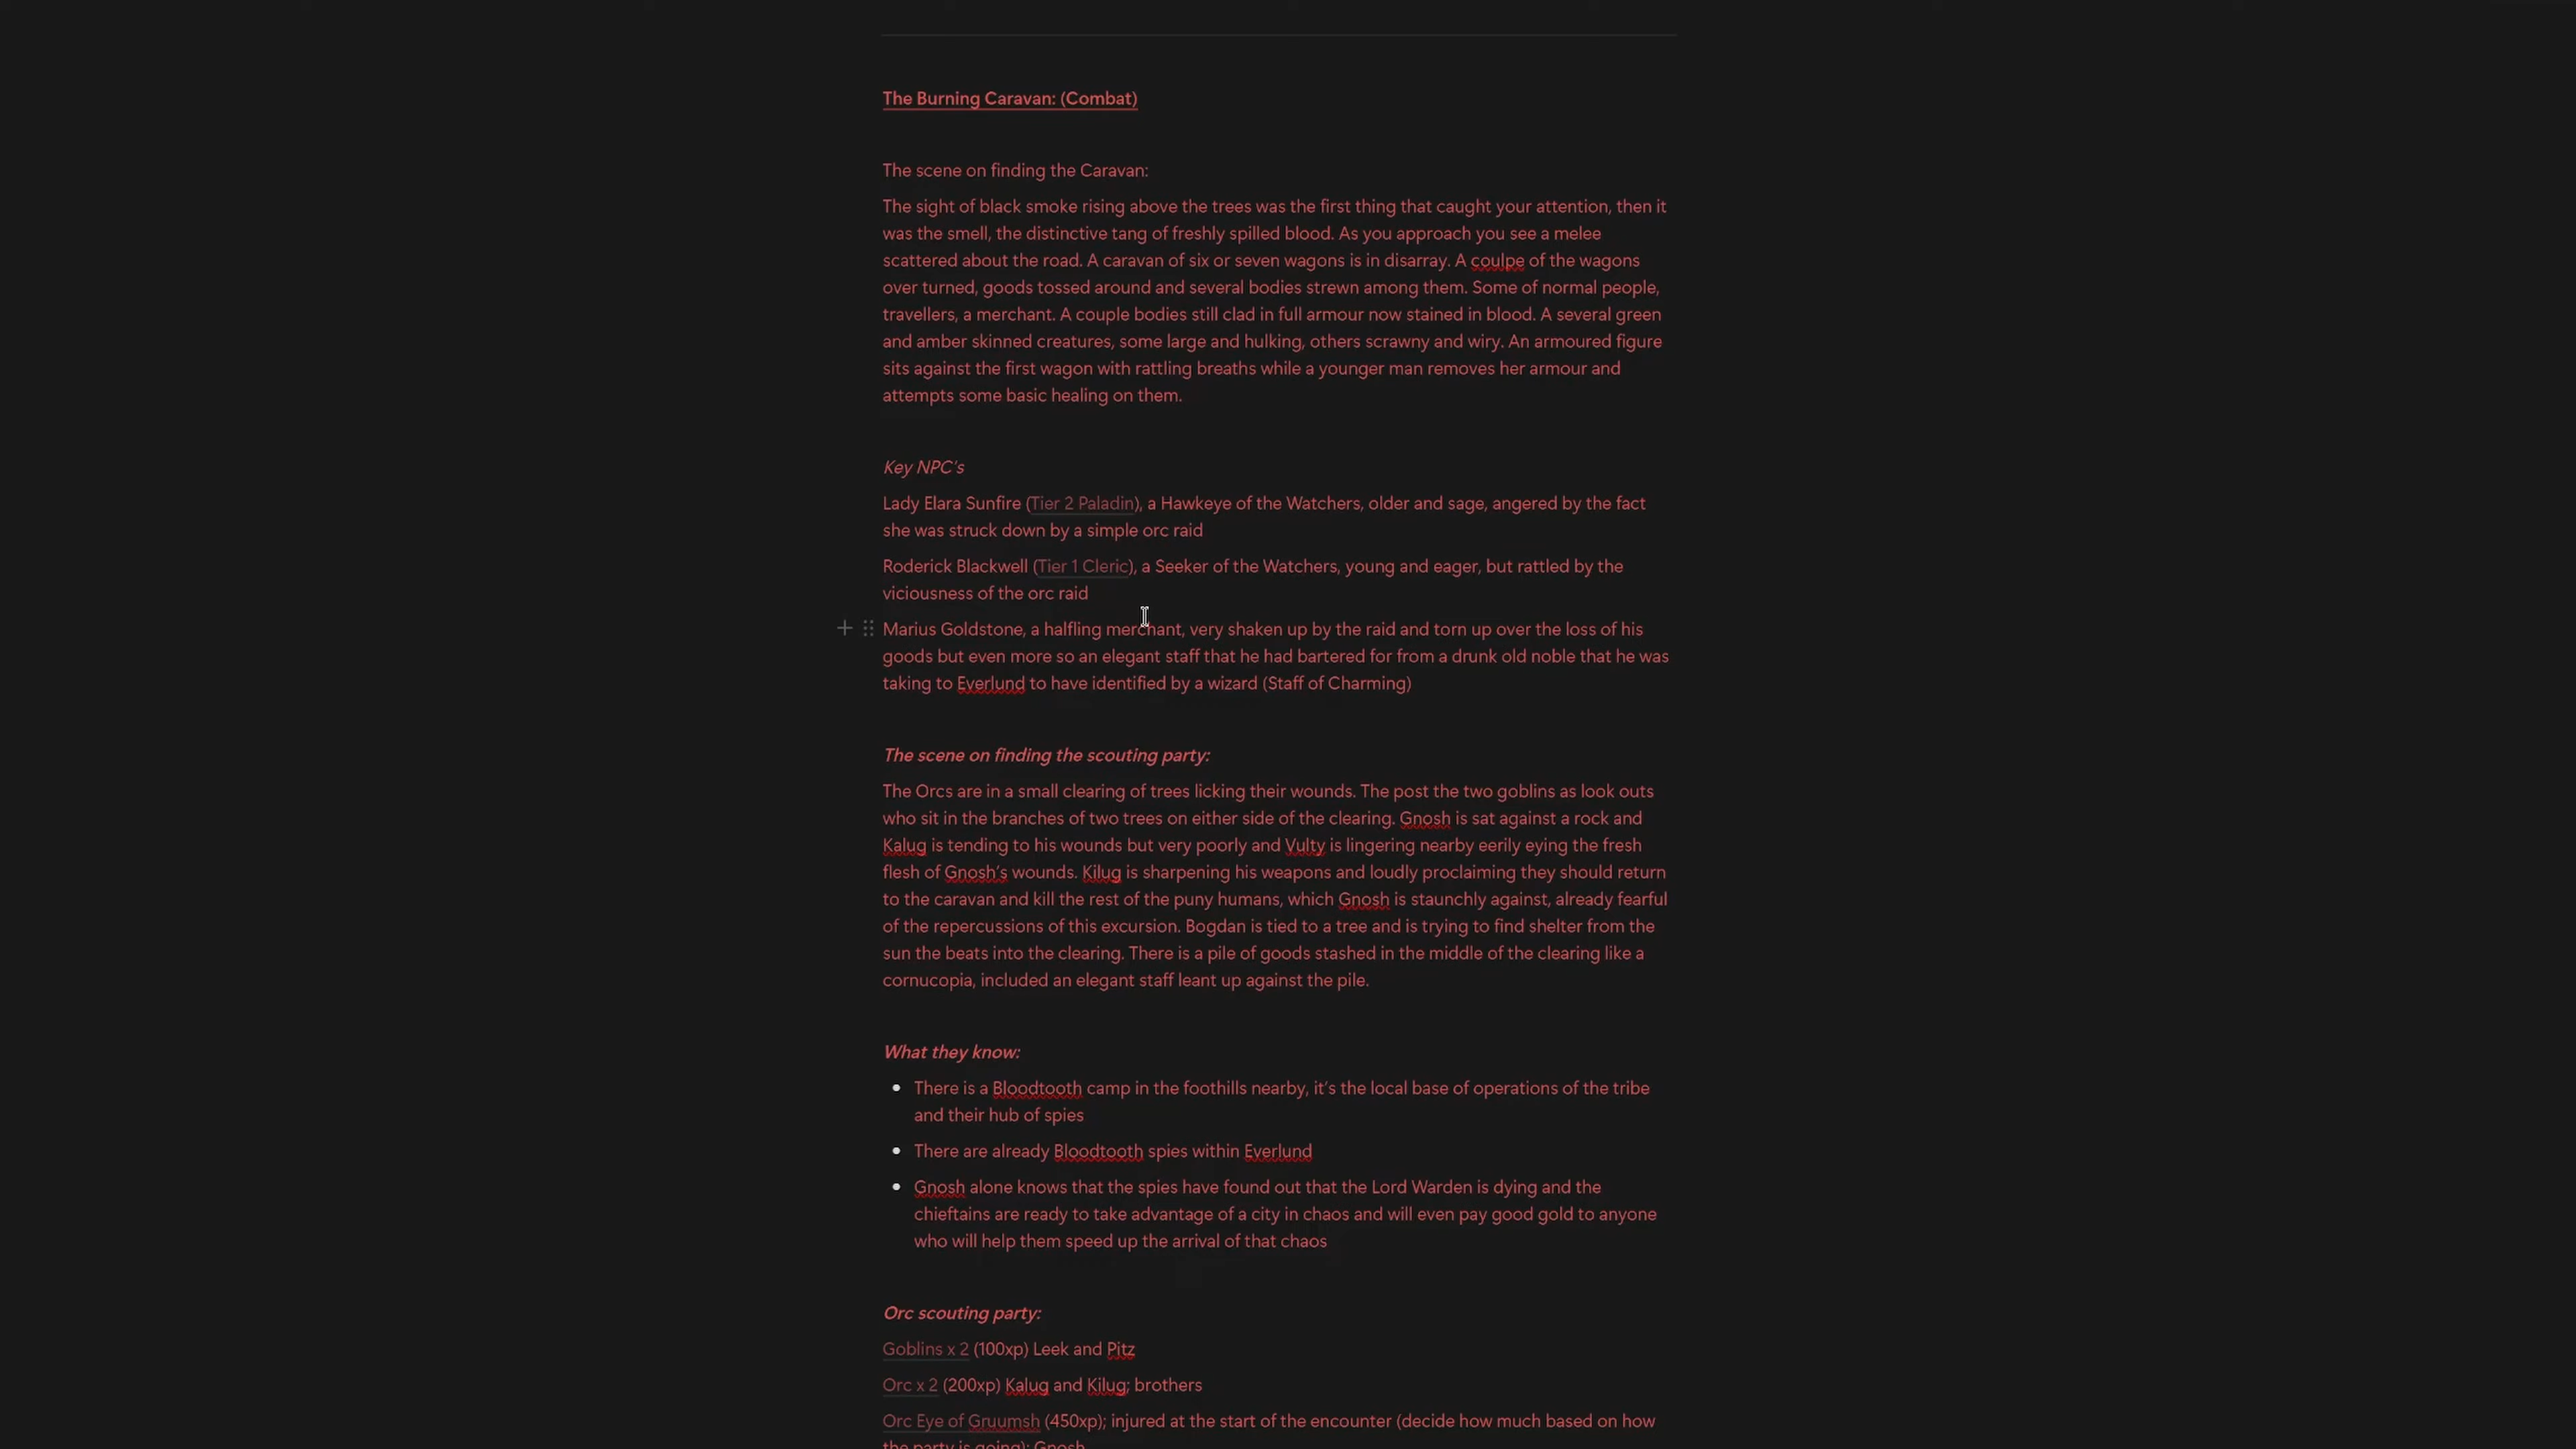 The Burning Caravan: (Combat)
The scene on finding the Caravan:
The sight of black smoke rising above the trees was the first thing that caught your attention, then it
was the smell, the distinctive tang of freshly spilled blood. As you approach you see a melee
scattered about the road. A caravan of six or seven wagons is in disarray. A coulpe of the wagons
over turned, goods tossed around and several bodies strewn among them. Some of normal people,
travellers, a merchant. A couple bodies still clad in full armour now stained in blood. A several green
and amber skinned creatures, some large and hulking, others scrawny and wiry. An armoured figure
sits against the first wagon with rattling breaths while a younger man removes her armour and
attempts some basic healing on them.
Key NPC's
Lady Elara Sunfire (Tier 2 Paladin), a Hawkeye of the Watchers, older and sage, angered by the fact
she was struck down by a simple orc raid
Roderick Blackwell (Tier 1 Cleric), a Seeker of the Watchers, young and eager, but rattled by the
viciousness of the orc raid
Marius Goldstone, a halfling merchant, very shaken up by the raid and torn up over the loss of his
goods but even more so an elegant staff that he had bartered for from a drunk old noble that he was
taking to Everlund to have identified by a wizard (Staff of Charming)
The scene on finding the scouting party:
The Orcs are in a small clearing of trees licking their wounds. The post the two goblins as look outs
who sit in the branches of two trees on either side of the clearing. Gnosh is sat against a rock and
Kalug is tending to his wounds but very poorly and Vulty is lingering nearby eerily eying the fresh
flesh of Gnosh's wounds. Kilug is sharpening his weapons and loudly proclaiming they should return
to the caravan and kill the rest of the puny humans, which Gnosh is staunchly against, already fearful
of the repercussions of this excursion. Bogdan is tied to a tree and is trying to find shelter from the
sun the beats into the clearing. There is a pile of goods stashed in the middle of the clearing like a
cornucopia, included an elegant staff leant up against the pile.
What they know:
• There is a Bloodtooth camp in the foothills nearby, it's the local base of operations of the tribe
and their hub of spies
• There are already Bloodtooth spies within Everlund
• Gnosh alone knows that the spies have found out that the Lord Warden is dying and the
chieftains are ready to take advantage of a city in chaos and will even pay good gold to anyone
who will help them speed up the arrival of that chaos
Orc scouting party:
Goblins x 2 (100xp) Leek and Pitz
Orc x 2 (200xp) Kalug and Kilug; brothers
Orc Eye of Gruumsh (450xp); injured at the start of the encounter (decide how much based on how
the party is going); Gnosh